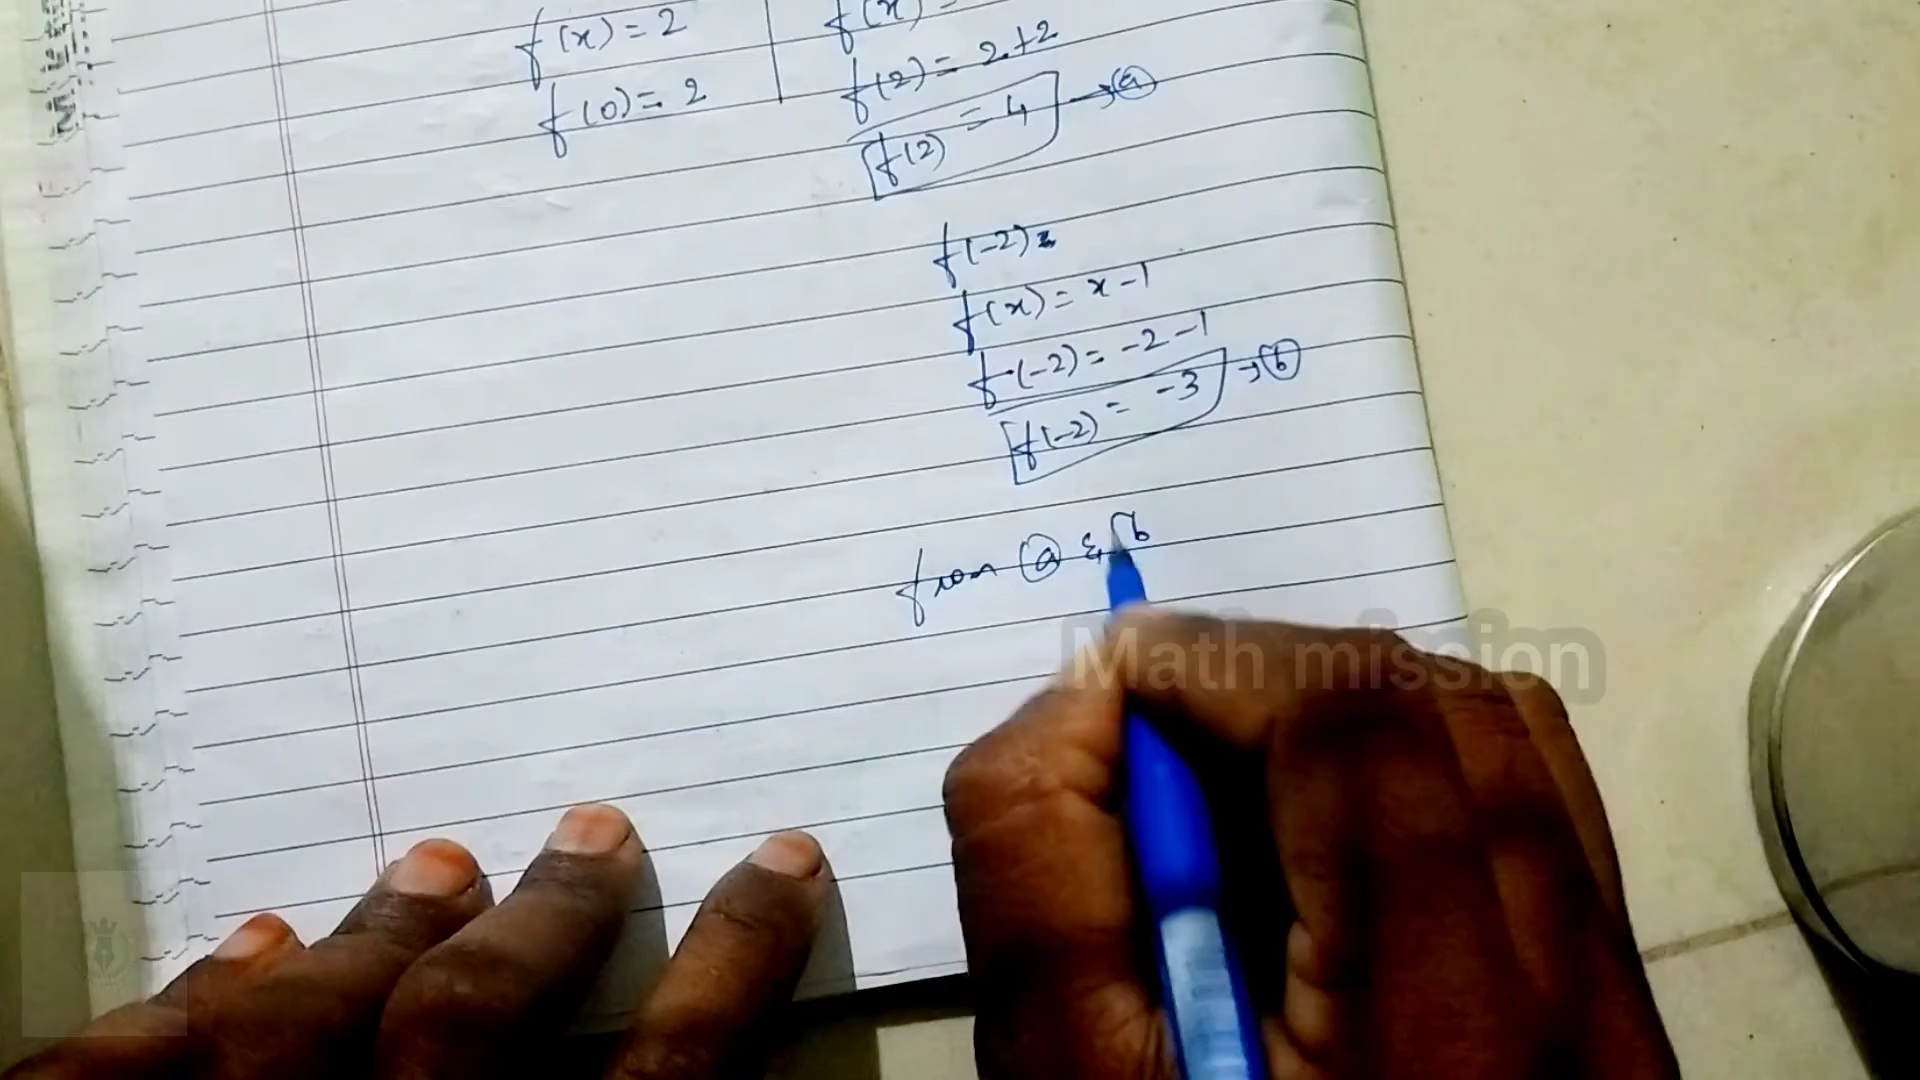 f(x) = 2
f(0) = 2
f(x) =
f(2) = 2+2
f(2) = 4 → a
f(-2) =
f(x) = x-1
f(-2) = -2-1
f(-2) = -3 → b
from a & b
Math mission